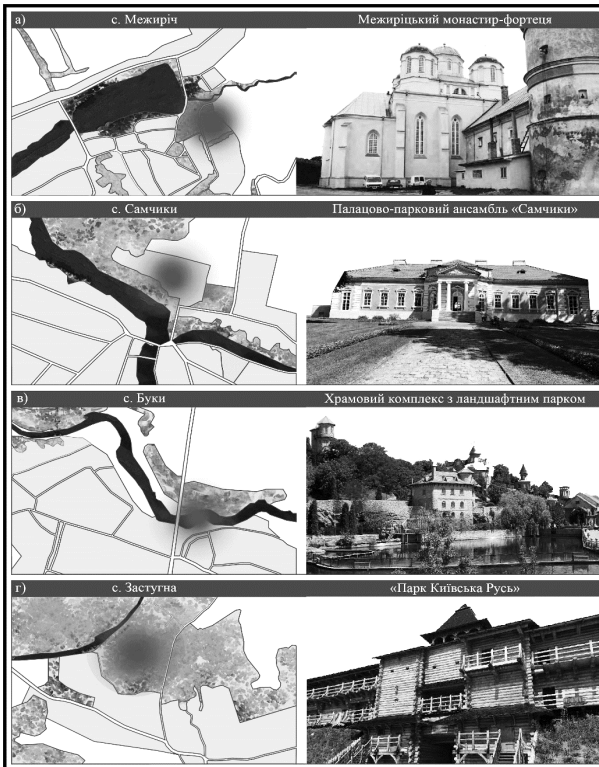 а) с. Межиріч Межиріцький монастир-фортеця
б) с. Самчики Палацово-парковий ансамбль «Самчики»
в) с. Буки Храмовий комплекс з ландшафтним парком
г) с. Застугна «Парк Київська Русь»